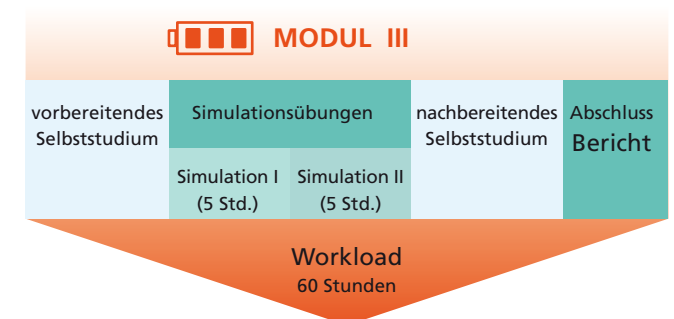 MODUL III
vorbereitendes
Selbststudium
Simulationsübungen
Simulation I
(5 Std.)
Simulation II
(5 Std.)
nachbereitendes
Selbststudium
Abschluss
Bericht
Workload
60 Stunden